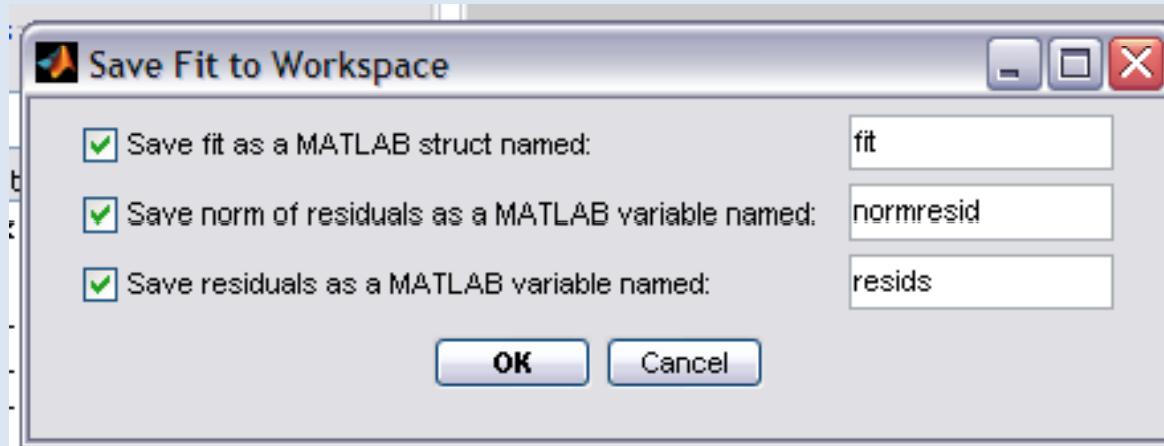 Save Fit to Workspace
Save fit as a MATLAB struct named: fit
Save norm of residuals as a MATLAB variable named: normresid
Save residuals as a MATLAB variable named: resids
OK Cancel